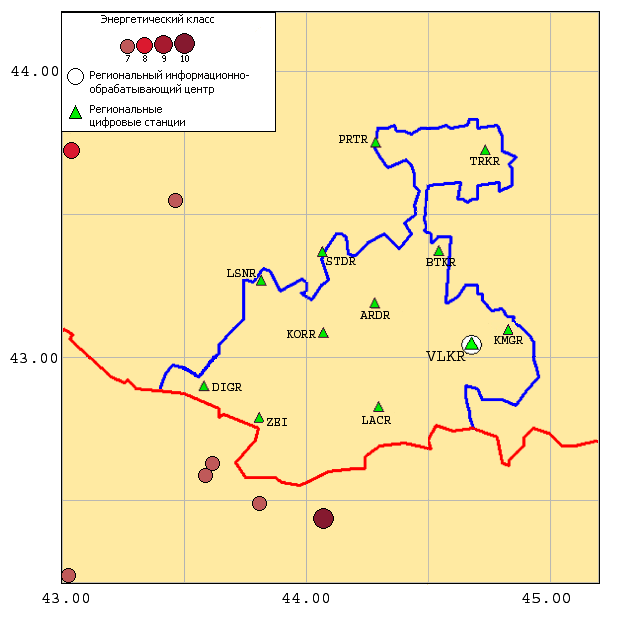 Энергетический класс
7 8 9 10
Региональный информационно-
обрабатывающий центр
Региональные
цифровые станции
44.00
PRTR
TRKR
STDR
BTKR
LSNR
ARDR
KORR
KMGR
43.00
VLKR
DIGR
ZEI
LACR
43.00 44.00 45.00